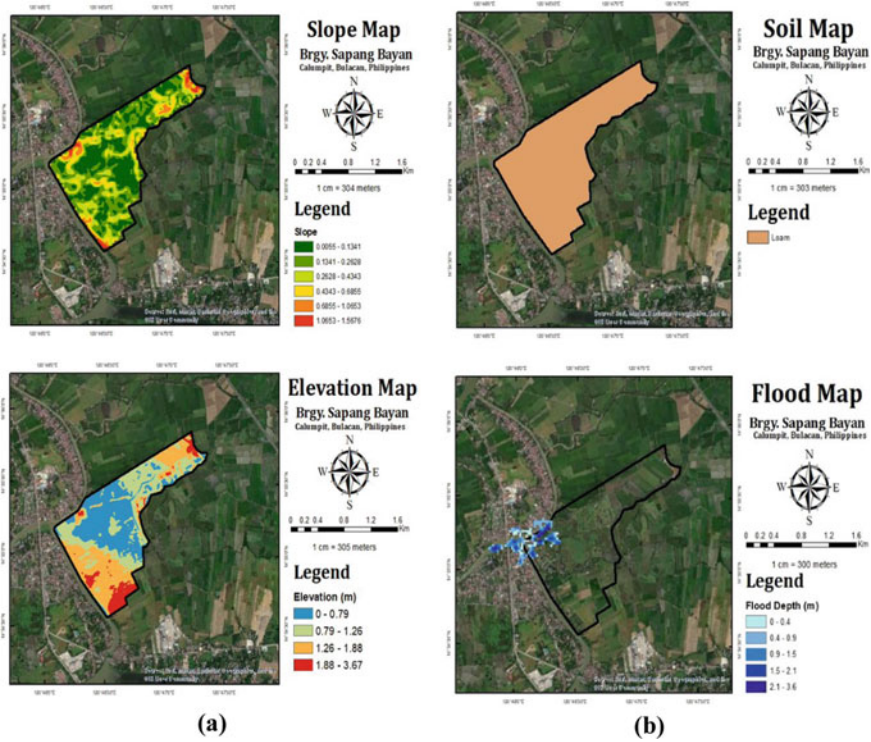 Slope Map
Brgy. Sapang Bayan
Calumpit, Bulacan, Philippines
N
W E
S
0 0.2 0.4 0.8 1.2 1.6
Km
1 cm = 304 meters
Legend
Slope
0.0055 - 0.1341
0.1341 - 0.2628
0.2628 - 0.4343
0.4343 - 0.6855
0.6855 - 1.0653
1.0653 - 1.5676
Soil Map
Brgy. Sapang Bayan
Calumpit, Bulacan, Philippines
N
W E
S
0 0.2 0.4 0.8 1.2 1.6
Km
1 cm = 303 meters
Legend
Loam
Elevation Map
Brgy. Sapang Bayan
Calumpit, Bulacan, Philippines
N
W E
S
0 0.2 0.4 0.8 1.2 1.6
Km
1 cm = 305 meters
Legend
Elevation (m)
0 - 0.79
0.79 - 1.26
1.26 - 1.88
1.88 - 3.67
Flood Map
Brgy. Sapang Bayan
Calumpit, Bulacan, Philippines
N
W E
S
0 0.2 0.4 0.8 1.2 1.6
Km
1 cm = 300 meters
Legend
Flood Depth (m)
0 - 0.4
0.4 - 0.9
0.9 - 1.5
1.5 - 2.1
2.1 - 3.6
(a)
(b)